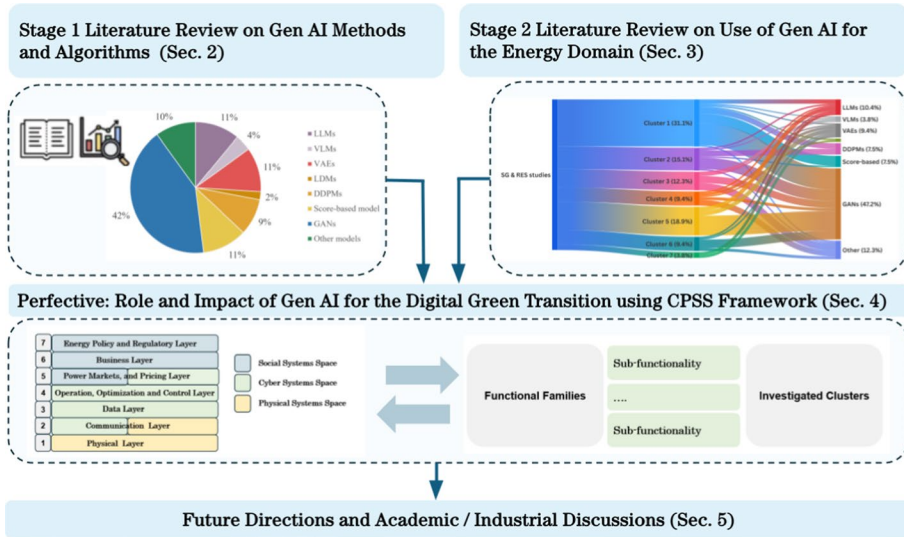 Stage 1 Literature Review on Gen AI Methods
and Algorithms (Sec. 2)
Stage 2 Literature Review on Use of Gen AI for
the Energy Domain (Sec. 3)
10%
11%
4%
11%
2%
9%
11%
42%
LLMs
VLMs
VAEs
LDMs
DDPMs
Score-based model
GANs
Other models
SG & RES studies
Cluster 1 (31.1%)
Cluster 2 (15.1%)
Cluster 3 (12.3%)
Cluster 4 (9.4%)
Cluster 5 (18.9%)
Cluster 6 (9.4%)
Cluster 7 (3.8%)
LLMs (10.4%)
VLMs (3.8%)
VAEs (9.4%)
DDPMs (7.5%)
Score-based (7.5%)
GANs (47.2%)
Other (12.3%)
Perfective: Role and Impact of Gen AI for the Digital Green Transition using CPSS Framework (Sec. 4)
7 Energy Policy and Regulatory Layer
6 Business Layer
5 Power Markets, and Pricing Layer
4 Operation, Optimization and Control Layer
3 Data Layer
2 Communication Layer
1 Physical Layer
Social Systems Space
Cyber Systems Space
Physical Systems Space
Functional Families
Sub-functionality
....
Sub-functionality
Investigated Clusters
Future Directions and Academic / Industrial Discussions (Sec. 5)